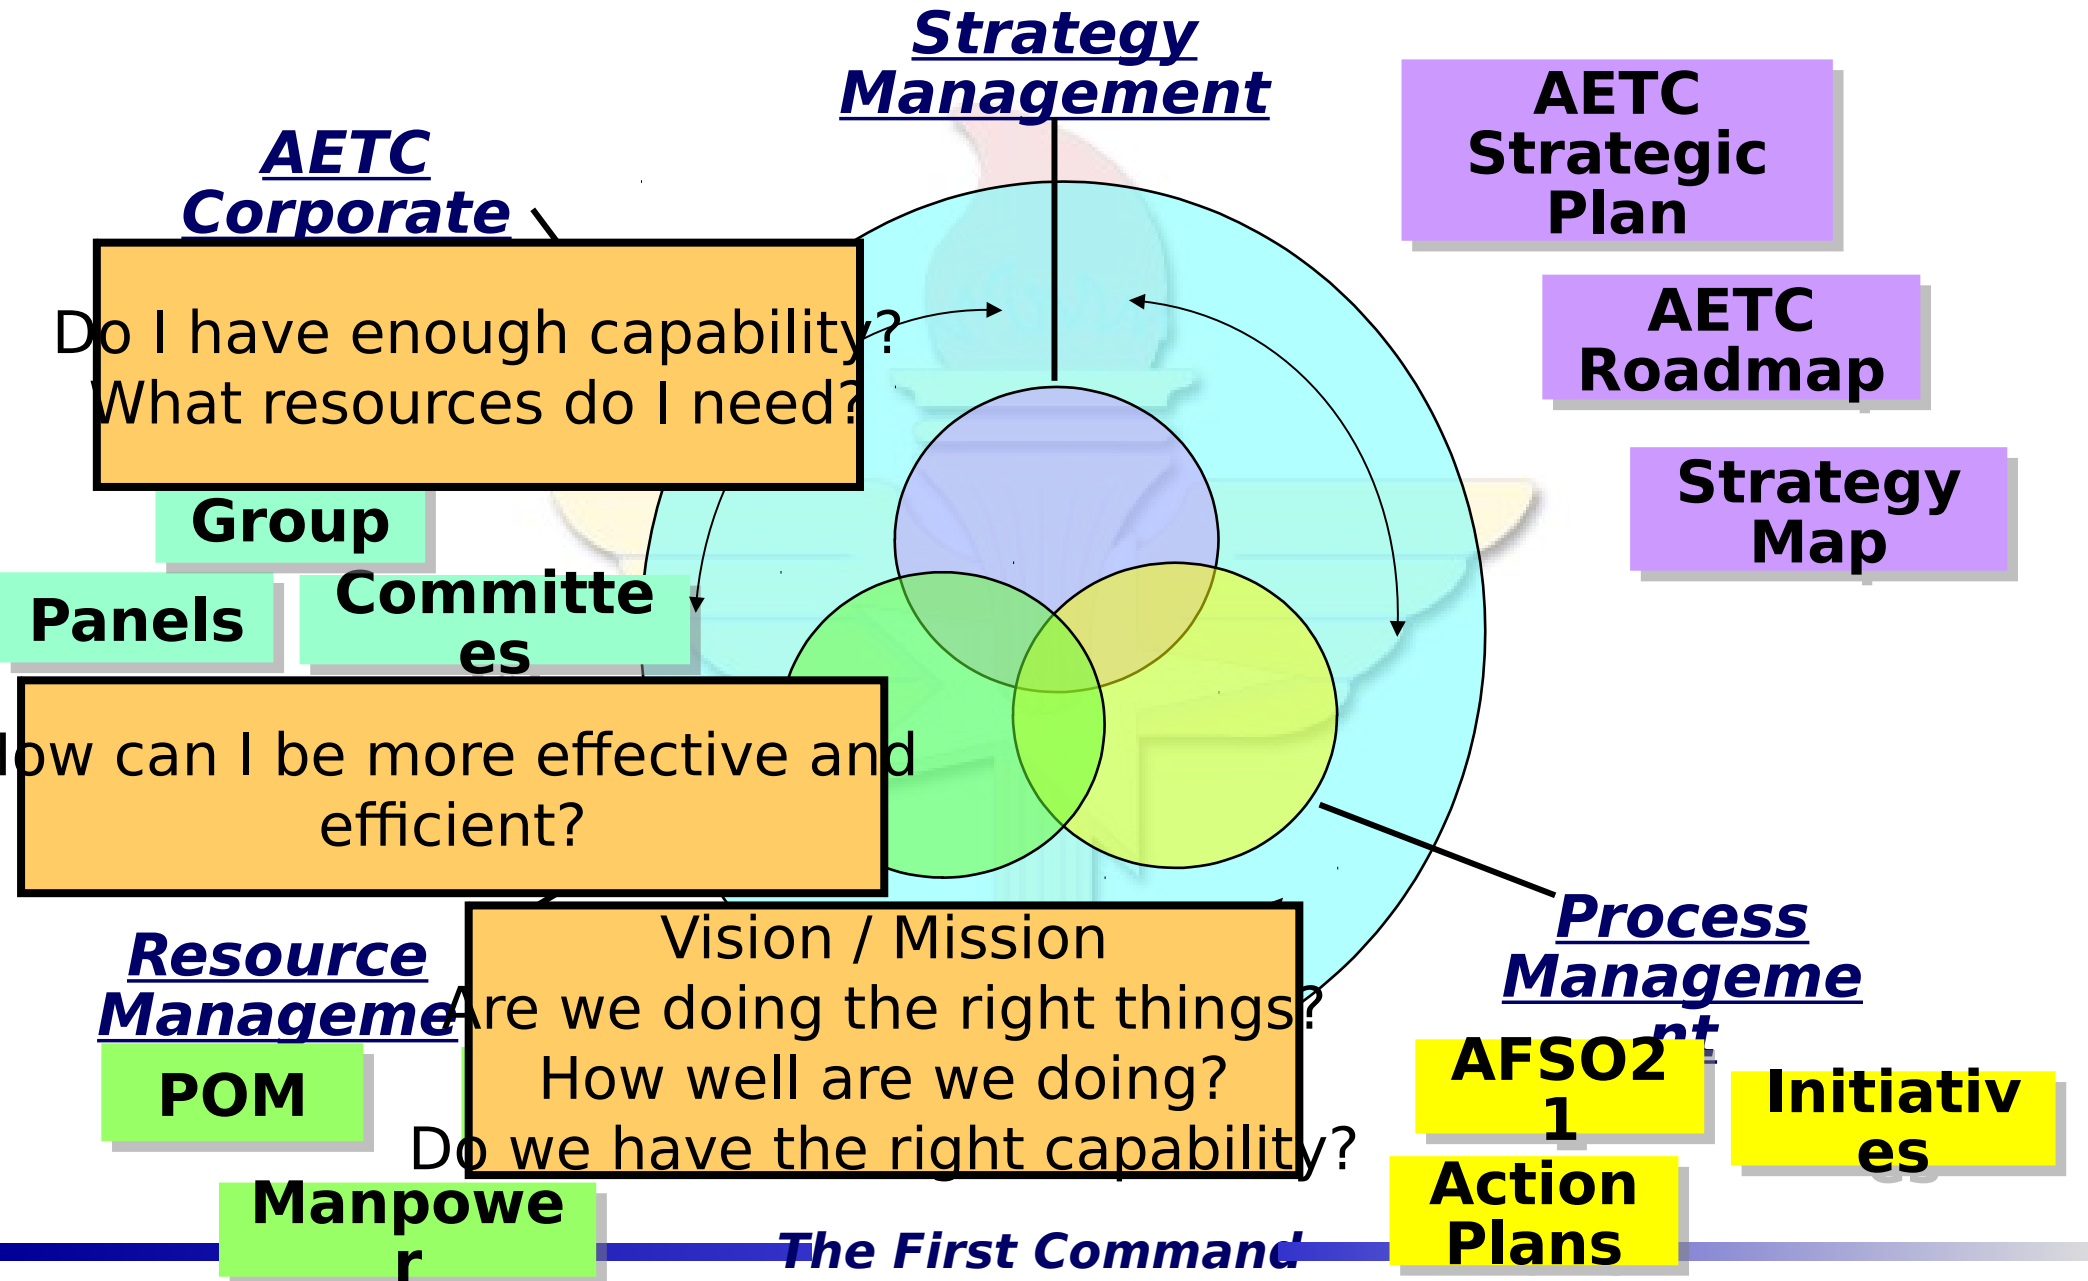 Strategy
Management
AETC
Strategic
Plan
AETC
Corporate
Do I have enough capability?
What resources do I need?
AETC
Roadmap
Strategy
Map
Group
Panels
Committe
es
How can I be more effective and
efficient?
Vision / Mission
Are we doing the right things?
How well are we doing?
Do we have the right capability?
Resource
Manageme
POM
Manpowe
r
Process
Manageme
nt
AFSO2
1
Initiativ
es
Action
Plans
The First Command